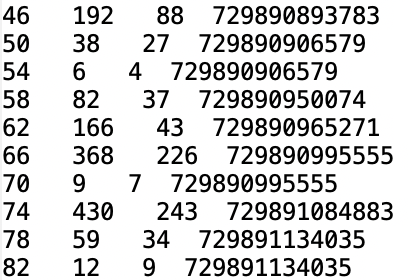 46 192 88 729890893783
50 38 27 729890906579
54 6 4 729890906579
58 82 37 729890950074
62 166 43 729890965271
66 368 226 729890995555
70 9 7 729890995555
74 430 243 729891084883
78 59 34 729891134035
82 12 9 729891134035